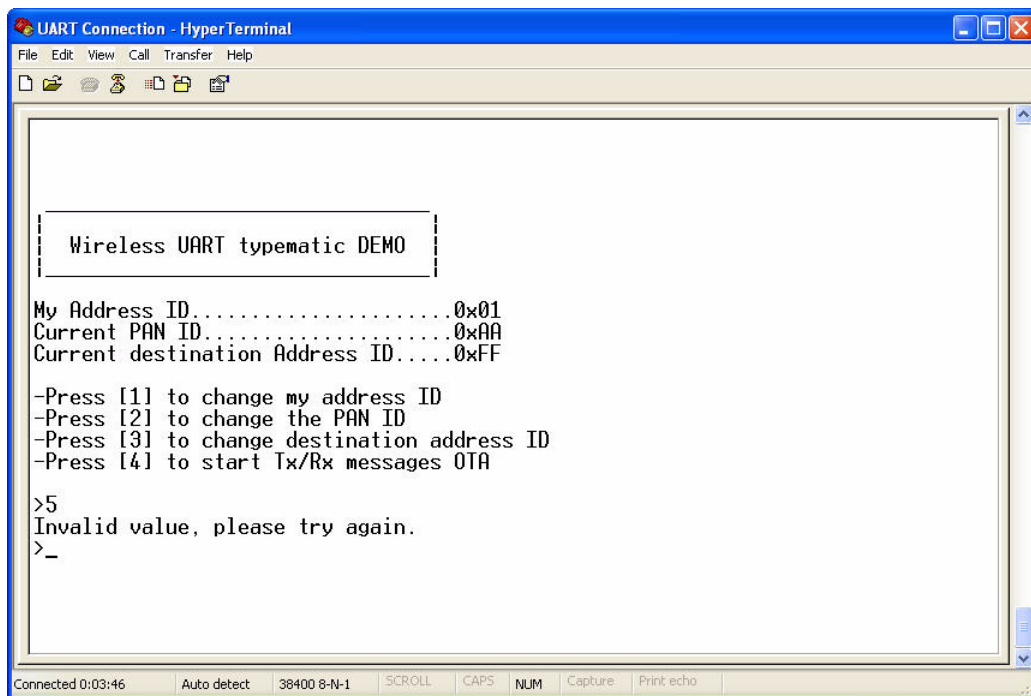 UART Connection - HyperTerminal
File Edit View Call Transfer Help
Wireless UART typematic DEMO
My Address ID......................0x01
Current PAN ID.....................0xAA
Current destination Address ID.....0xFF
-Press [1] to change my address ID
-Press [2] to change the PAN ID
-Press [3] to change destination address ID
-Press [4] to start Tx/Rx messages OTA
>5
Invalid value, please try again.
>_
Connected 0:03:46 Auto detect 38400 8-N-1 SCROLL CAPS NUM Capture Print echo